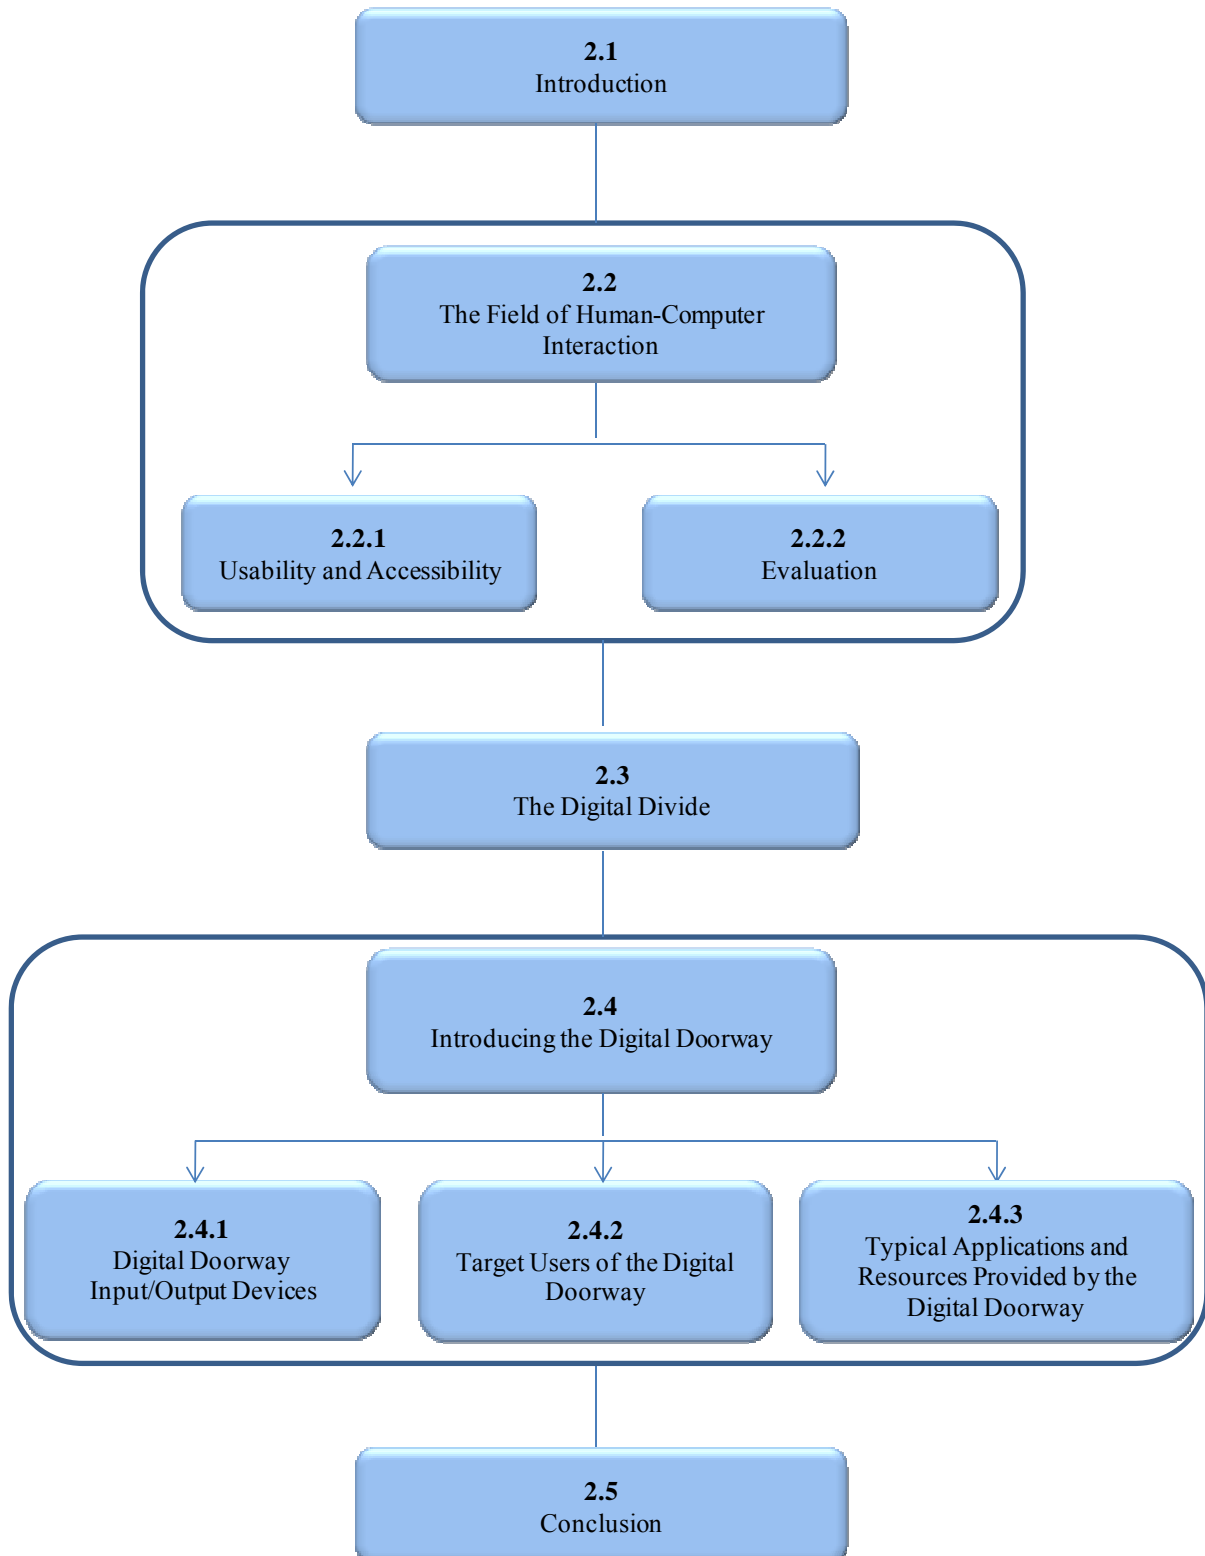 2.1
Introduction
2.2
The Field of Human-Computer
Interaction
2.2.1
Usability and Accessibility
2.2.2
Evaluation
2.3
The Digital Divide
2.4
Introducing the Digital Doorway
2.4.1
Digital Doorway
Input/Output Devices
2.4.2
Target Users of the Digital
Doorway
2.4.3
Typical Applications and
Resources Provided by the
Digital Doorway
2.5
Conclusion